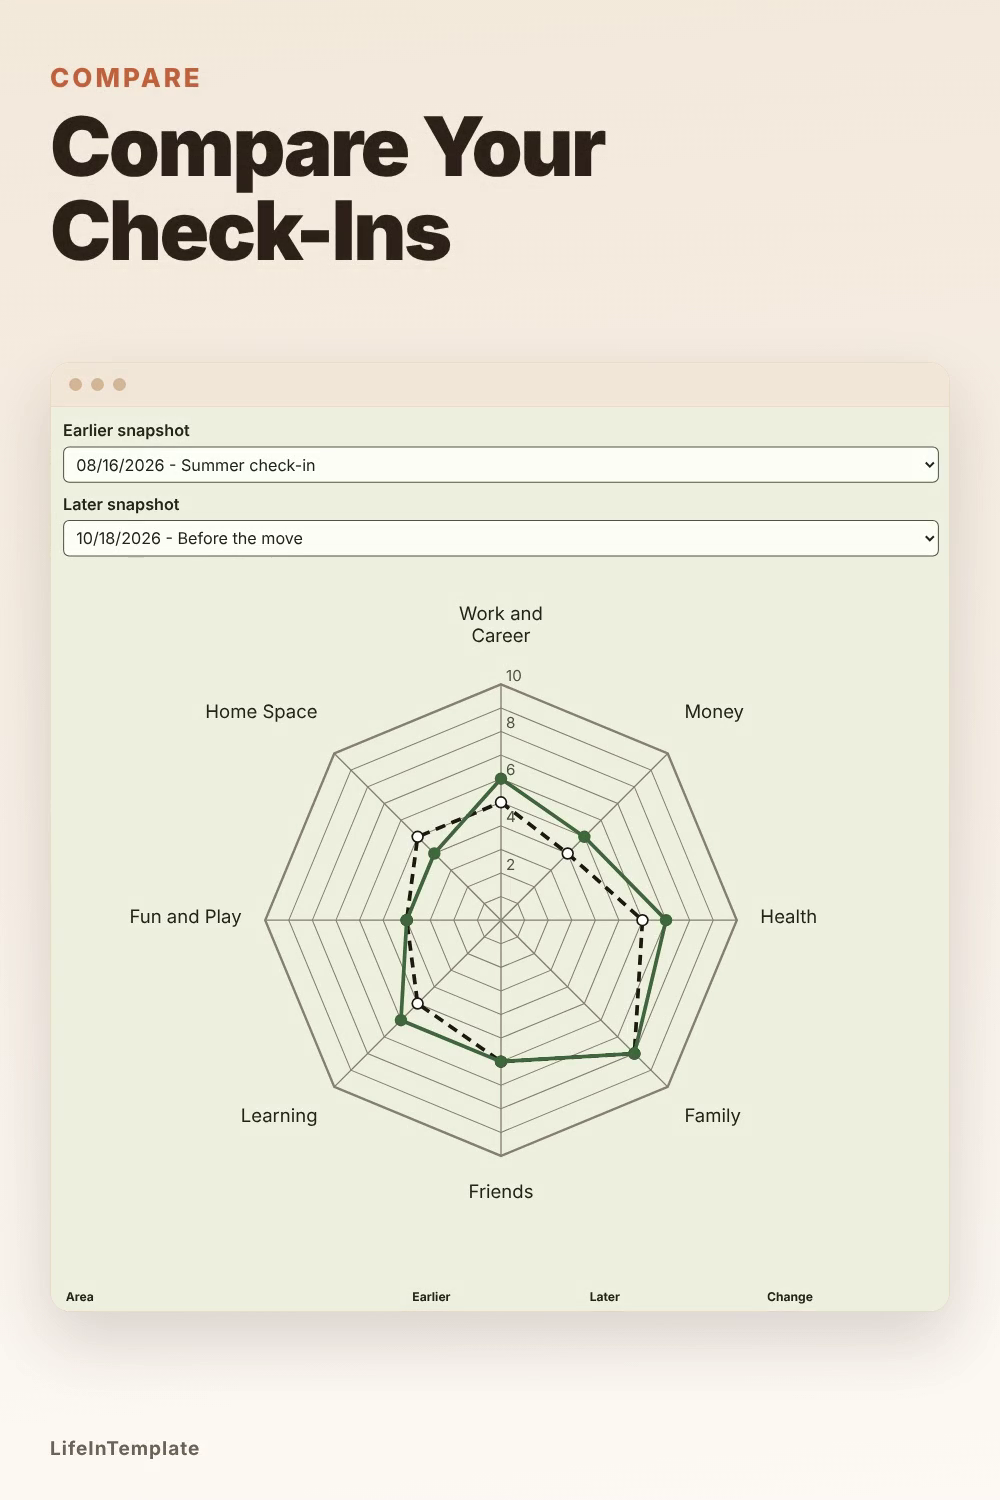 COMPARE
Compare Your
Check-Ins
Earlier snapshot
08/16/2026 - Summer check-in
Later snapshot
10/18/2026 - Before the move
Work and
Career
10
Home Space
Money
8
6
4
2
Fun and Play
Health
Learning
Family
Friends
Area Earlier Later Change
LifeInTemplate